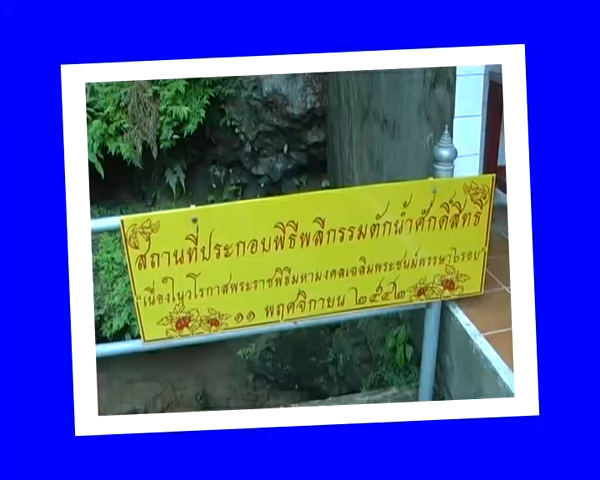 สถานที่ประกอบพิธีพลีกรรมตักน้ำศักดิ์สิทธิ์
"เนื่องในวโรกาสพระราชพิธีมหามงคลเฉลิมพระชนม์พรรษา ๖ รอบ"
๑๑ พฤศจิกายน ๒๕๔๒